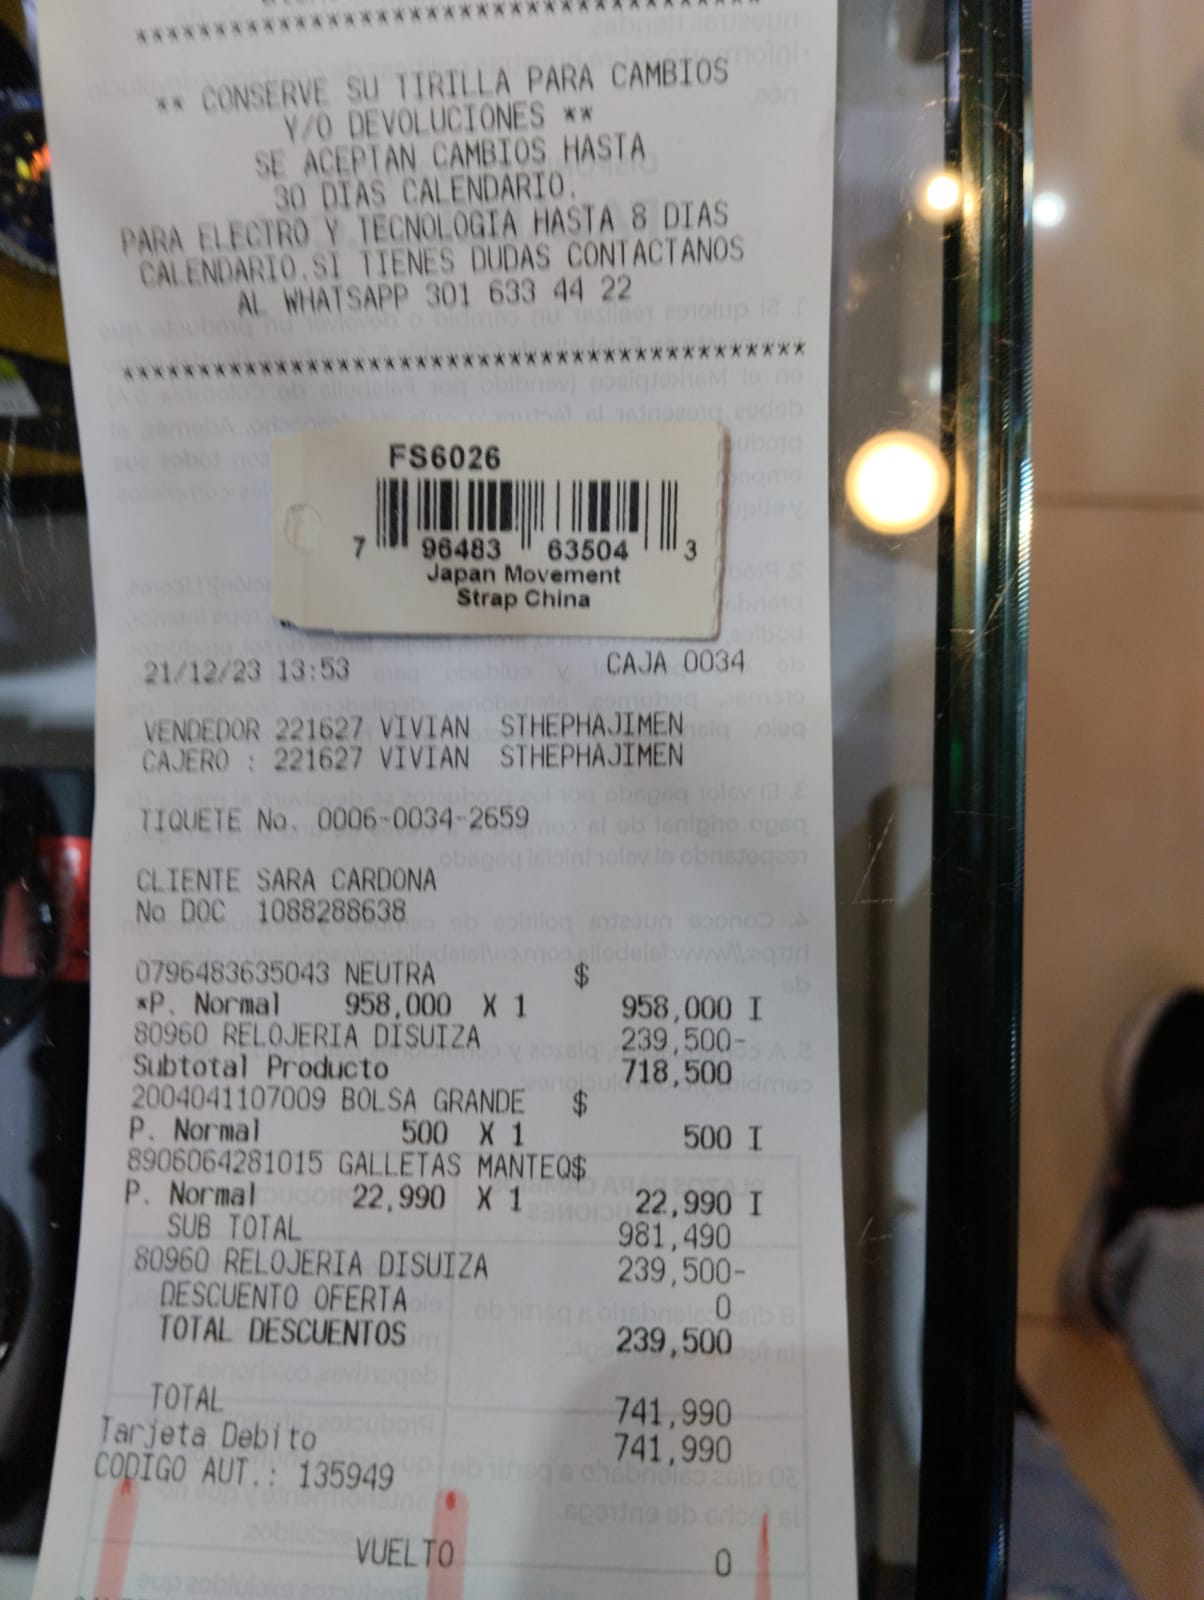 ****************************************
** CONSERVE SU TIRILLA PARA CAMBIOS
Y/O DEVOLUCIONES **
SE ACEPTAN CAMBIOS HASTA
30 DIAS CALENDARIO.
PARA ELECTRO Y TECNOLOGIA HASTA 8 DIAS
CALENDARIO.SI TIENES DUDAS CONTACTANOS
AL WHATSAPP 301 633 44 22
****************************************
FS6026
7 96483 63504 3
Japan Movement
Strap China
21/12/23 13:53 CAJA 0034
VENDEDOR 221627 VIVIAN STHEPHAJIMEN
CAJERO : 221627 VIVIAN STHEPHAJIMEN
TIQUETE No. 0006-0034-2659
CLIENTE SARA CARDONA
No DOC 1088288638
0796483635043 NEUTRA $
*P. Normal 958,000 X 1 958,000 I
80960 RELOJERIA DISUIZA 239,500-
Subtotal Producto 718,500
2004041107009 BOLSA GRANDE $
P. Normal 500 X 1 500 I
8906064281015 GALLETAS MANTEQ$
P. Normal 22,990 X 1 22,990 I
SUB TOTAL 981,490
80960 RELOJERIA DISUIZA 239,500-
DESCUENTO OFERTA 0
TOTAL DESCUENTOS 239,500
TOTAL 741,990
Tarjeta Debito 741,990
CODIGO AUT.: 135949
VUELTO 0